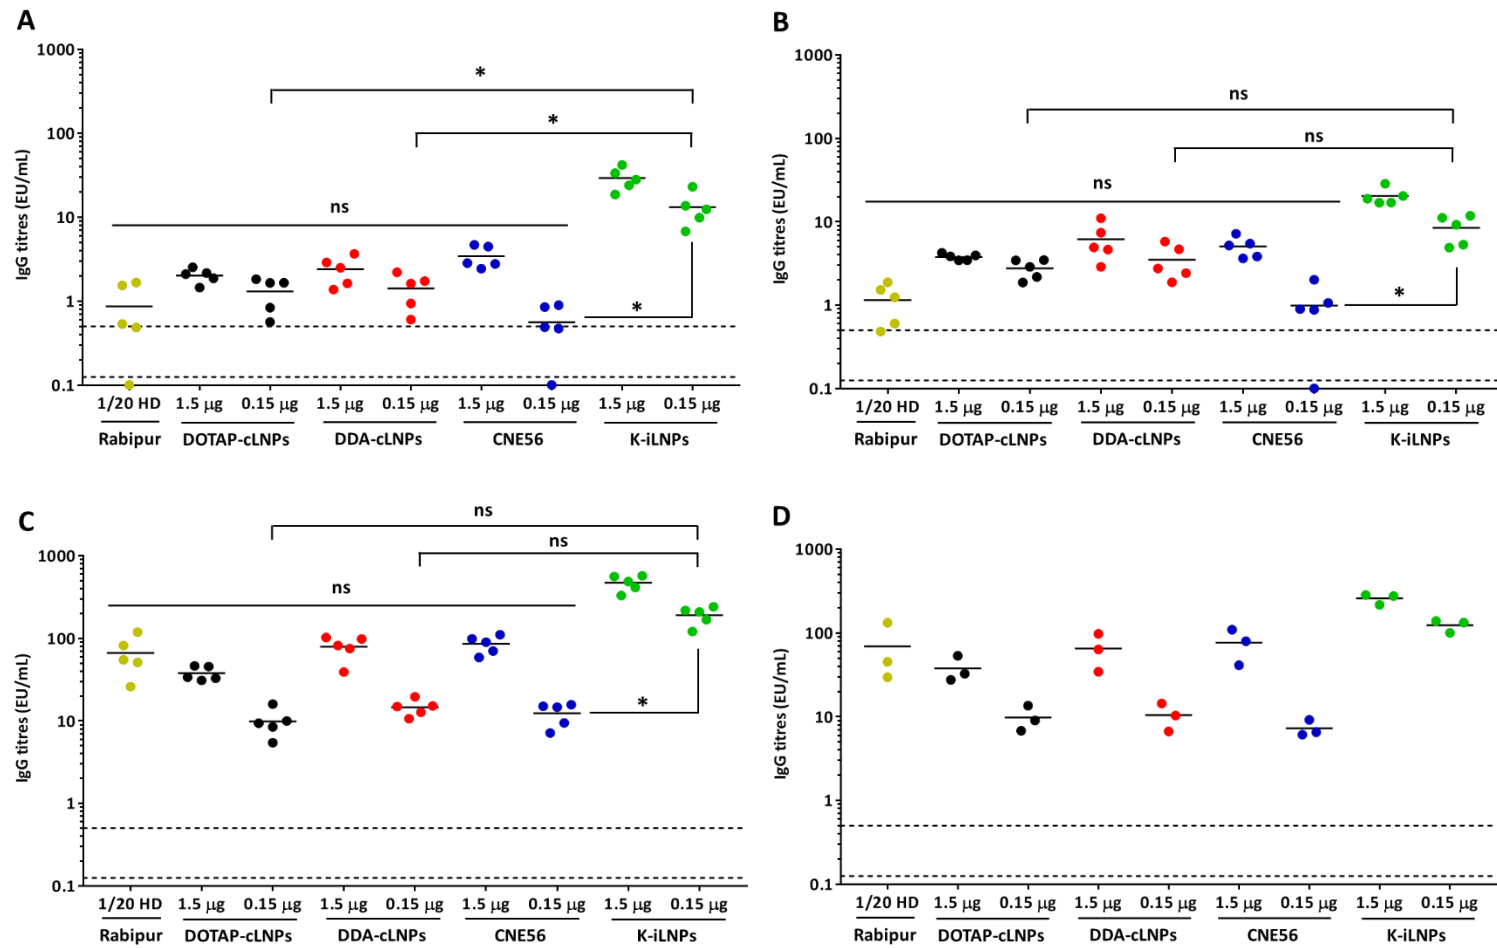 A
IgG titres (EU/mL)
1000
100
10
1
0.1
*
*
ns
*
1/20 HD 1.5 µg 0.15 µg 1.5 µg 0.15 µg 1.5 µg 0.15 µg 1.5 µg 0.15 µg
Rabipur DOTAP-cLNPs DDA-cLNPs CNE56 K-iLNPs
B
IgG titres (EU/mL)
1000
100
10
1
0.1
ns
ns
ns
*
1/20 HD 1.5 µg 0.15 µg 1.5 µg 0.15 µg 1.5 µg 0.15 µg 1.5 µg 0.15 µg
Rabipur DOTAP-cLNPs DDA-cLNPs CNE56 K-iLNPs
C
IgG titres (EU/mL)
1000
100
10
1
0.1
ns
ns
ns
*
1/20 HD 1.5 µg 0.15 µg 1.5 µg 0.15 µg 1.5 µg 0.15 µg 1.5 µg 0.15 µg
Rabipur DOTAP-cLNPs DDA-cLNPs CNE56 K-iLNPs
D
IgG titres (EU/mL)
1000
100
10
1
0.1
1/20 HD 1.5 µg 0.15 µg 1.5 µg 0.15 µg 1.5 µg 0.15 µg 1.5 µg 0.15 µg
Rabipur DOTAP-cLNPs DDA-cLNPs CNE56 K-iLNPs